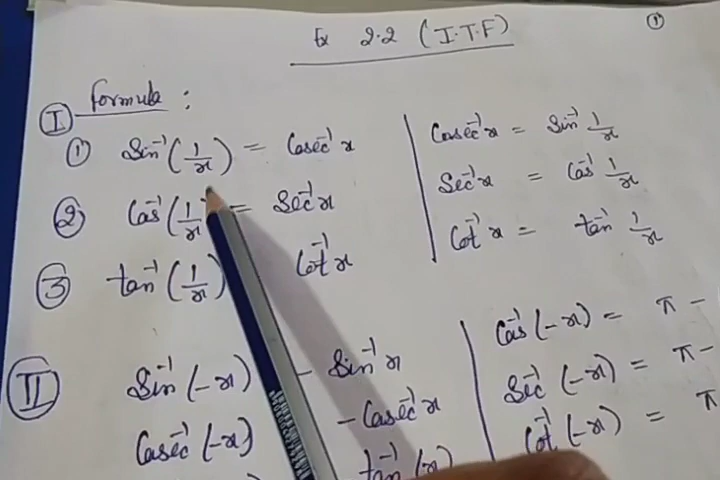 Ex 2.2 (I.T.F)
(1)
I Formula :
① Sin⁻¹(1/x) = Cosec⁻¹x
② Cos⁻¹(1/x) = Sec⁻¹x
③ tan⁻¹(1/x) Cot⁻¹x
Cosec⁻¹x = Sin⁻¹ 1/x
Sec⁻¹x = Cos⁻¹ 1/x
Cot⁻¹x = tan⁻¹ 1/x
II Sin⁻¹(-x) - Sin⁻¹x
Cosec⁻¹(-x) - Cosec⁻¹x
tan⁻¹(x)
Cos⁻¹(-x) = π -
Sec⁻¹(-x) = π -
Cot⁻¹(-x) = π